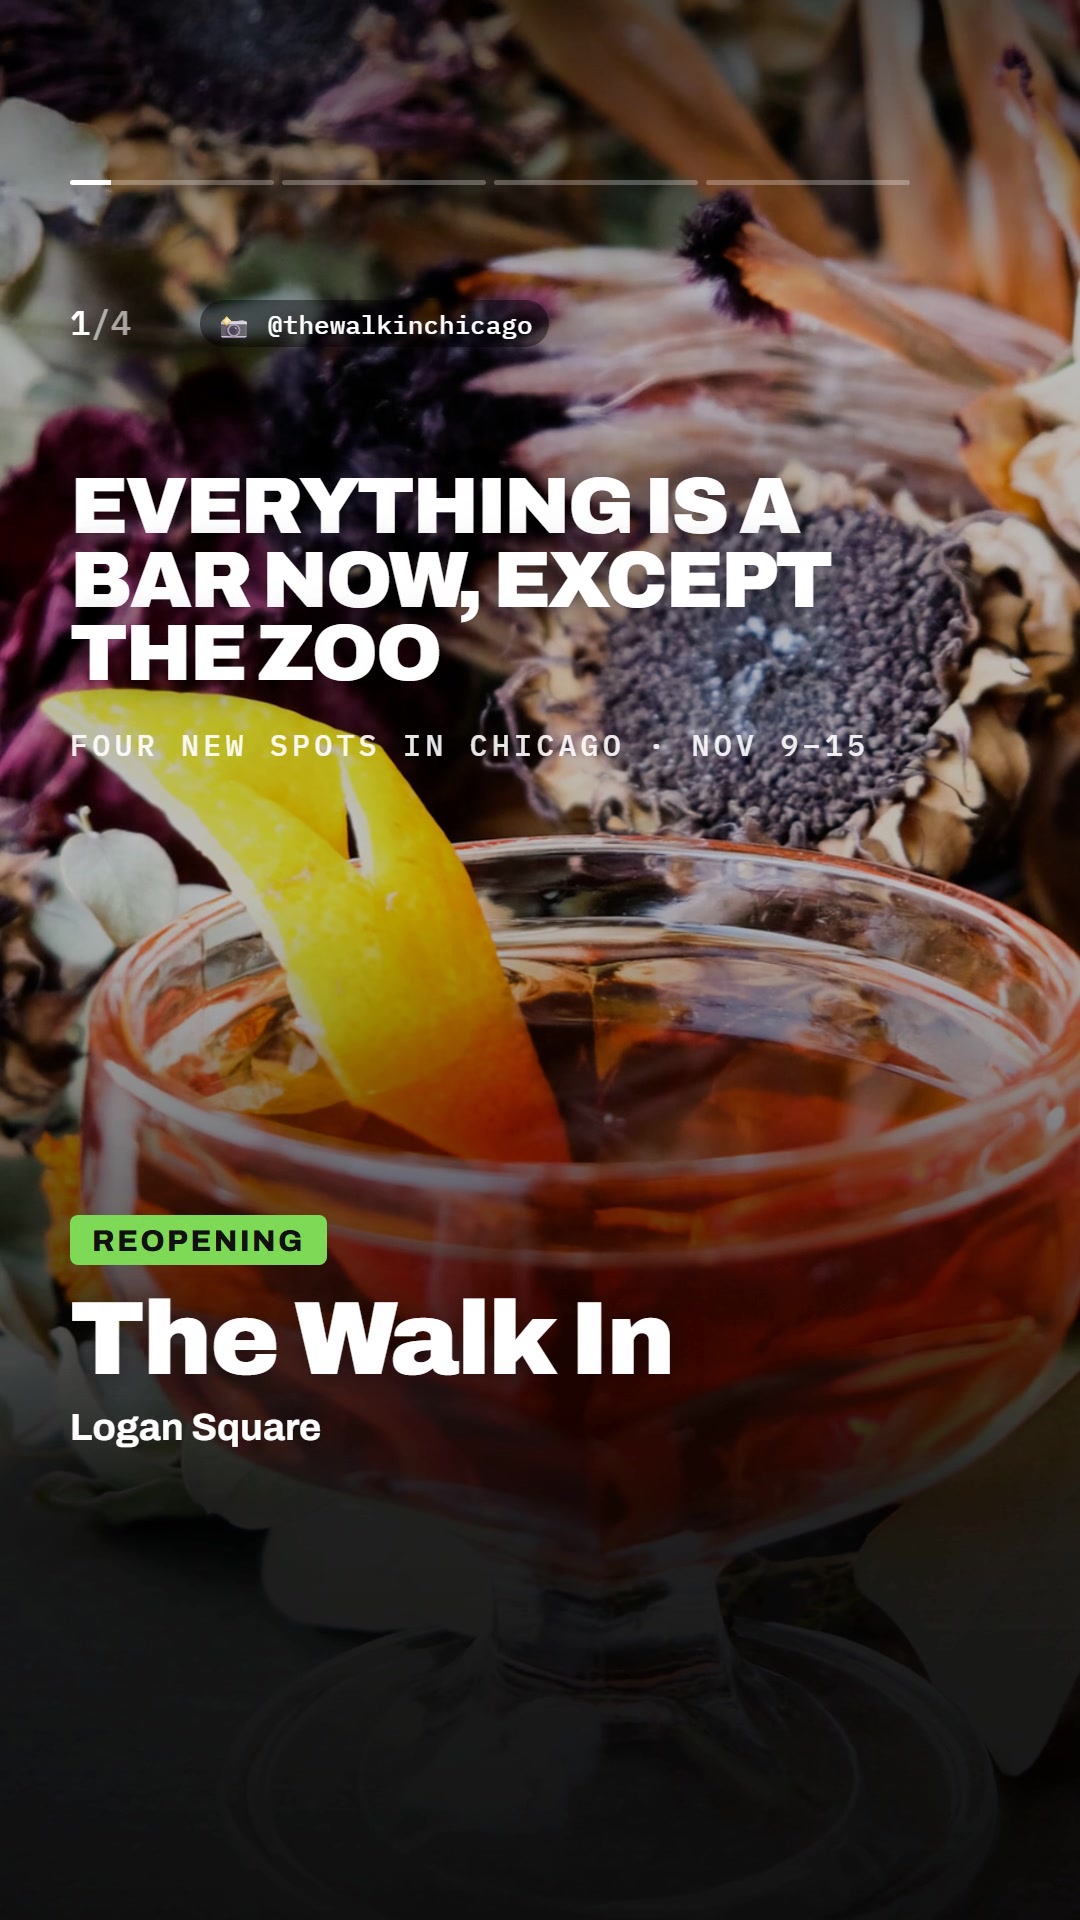 1/4
📸 @thewalkinchicago
EVERYTHING IS A
BAR NOW, EXCEPT
THE ZOO
FOUR NEW SPOTS IN CHICAGO · NOV 9–15
REOPENING
The Walk In
Logan Square